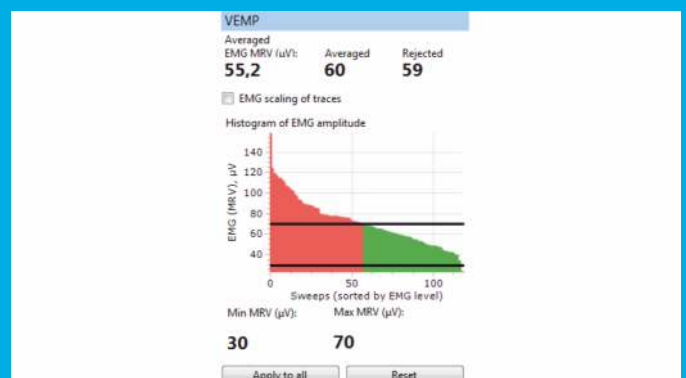 VEMP
Averaged
EMG MRV (uV): Averaged Rejected
55,2 60 59
EMG scaling of traces
Histogram of EMG amplitude
140
120
100
80
60
40
EMG (MRV), µV
0 50 100
Sweeps (sorted by EMG level)
Min MRV (µV): Max MRV (µV):
30 70
Apply to all Reset